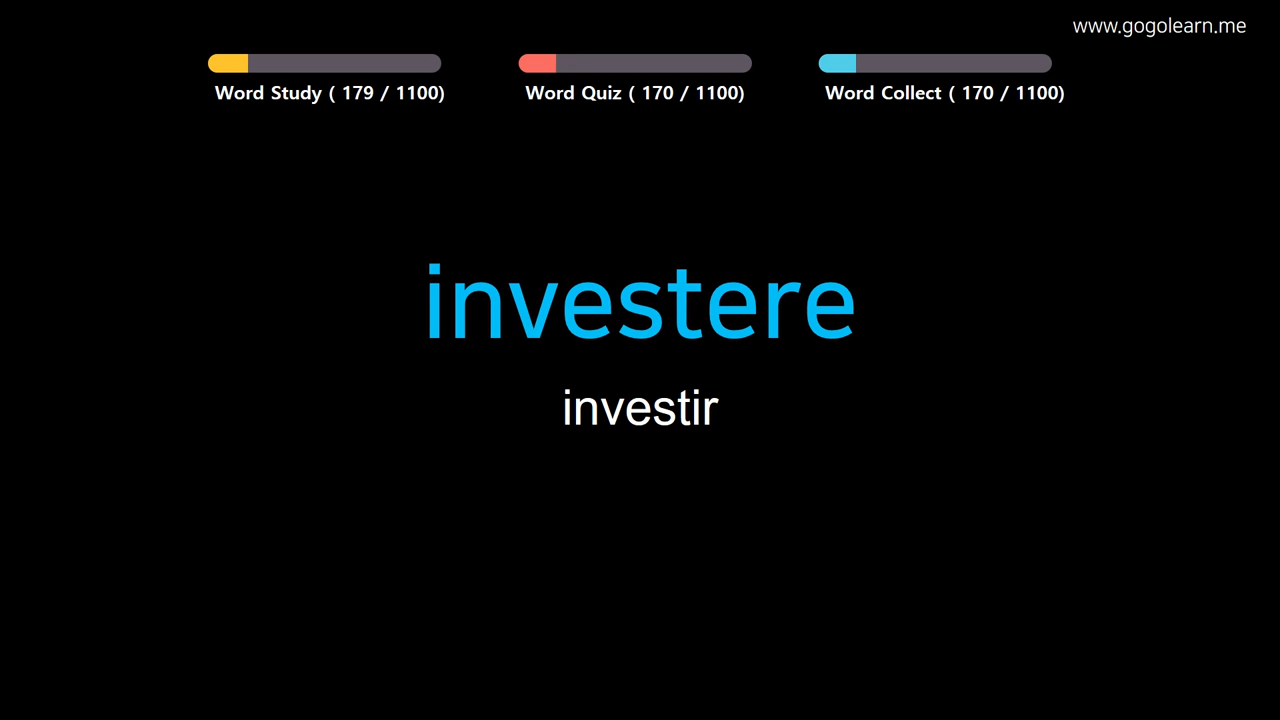 www.gogolearn.me
Word Study ( 179 / 1100)
Word Quiz ( 170 / 1100)
Word Collect ( 170 / 1100)
investere
investir